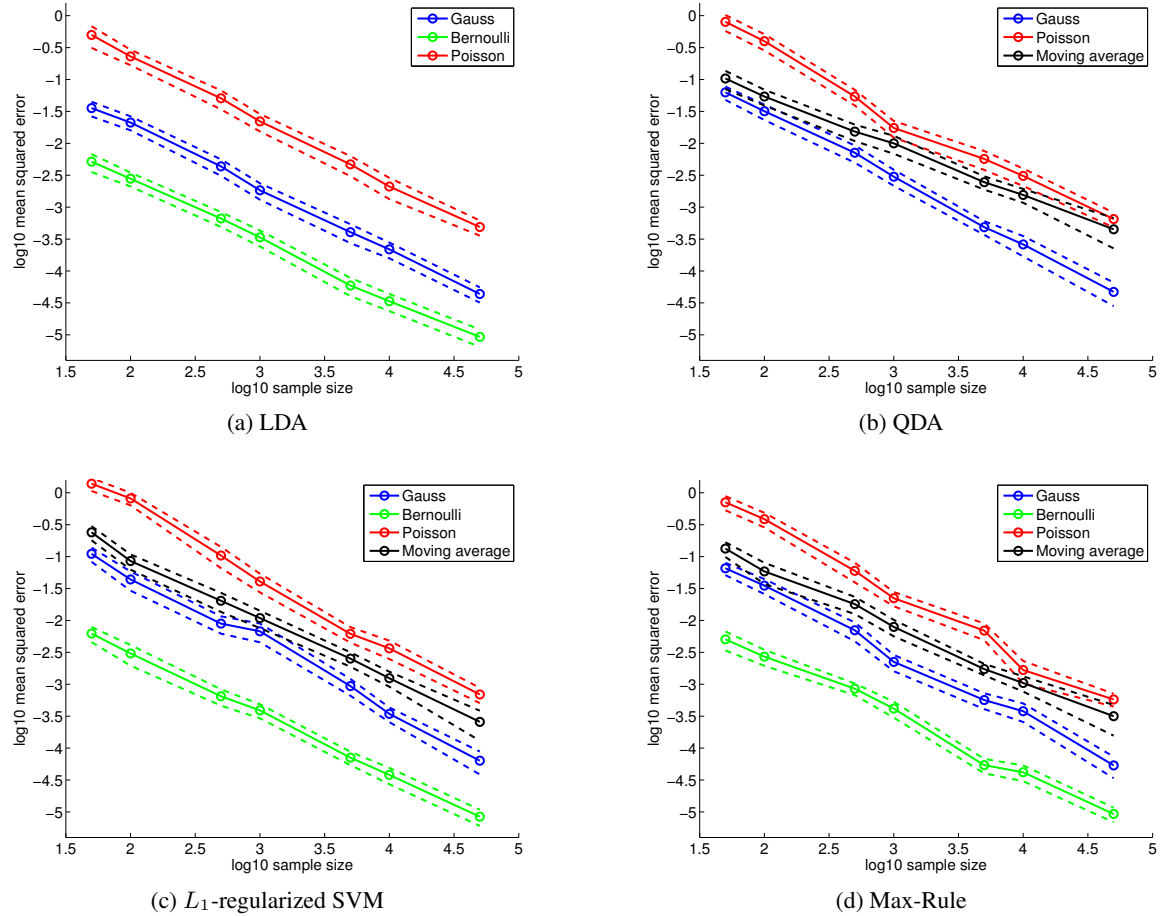 0
−0.5
−1
−1.5
−2
−2.5
−3
−3.5
−4
−4.5
−5
1.5 2 2.5 3 3.5 4 4.5 5
log10 mean squared error
log10 sample size
Gauss
Bernoulli
Poisson
(a) LDA
0
−0.5
−1
−1.5
−2
−2.5
−3
−3.5
−4
−4.5
−5
1.5 2 2.5 3 3.5 4 4.5 5
log10 mean squared error
log10 sample size
Gauss
Poisson
Moving average
(b) QDA
0
−0.5
−1
−1.5
−2
−2.5
−3
−3.5
−4
−4.5
−5
1.5 2 2.5 3 3.5 4 4.5 5
log10 mean squared error
log10 sample size
Gauss
Bernoulli
Poisson
Moving average
(c) L₁-regularized SVM
0
−0.5
−1
−1.5
−2
−2.5
−3
−3.5
−4
−4.5
−5
1.5 2 2.5 3 3.5 4 4.5 5
log10 mean squared error
log10 sample size
Gauss
Bernoulli
Poisson
Moving average
(d) Max-Rule